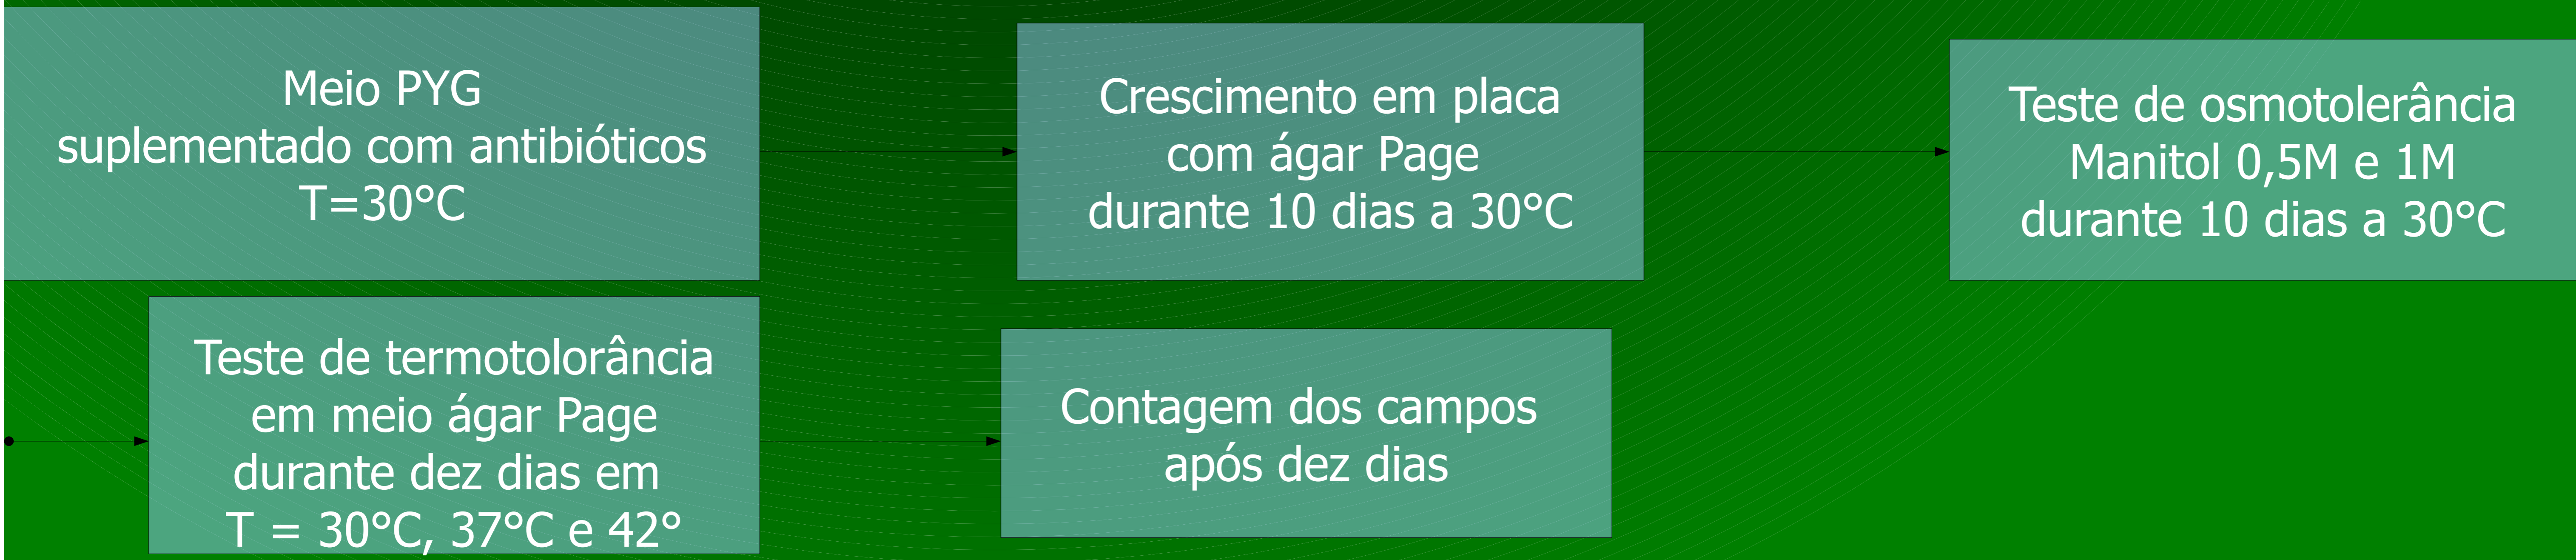 Meio PYG
suplementado com antibióticos
T=30°C
Crescimento em placa
com ágar Page
durante 10 dias a 30°C
Teste de osmotolerância
Manitol 0,5M e 1M
durante 10 dias a 30°C
Teste de termotolorância
em meio ágar Page
durante dez dias em
T = 30°C, 37°C e 42°
Contagem dos campos
após dez dias